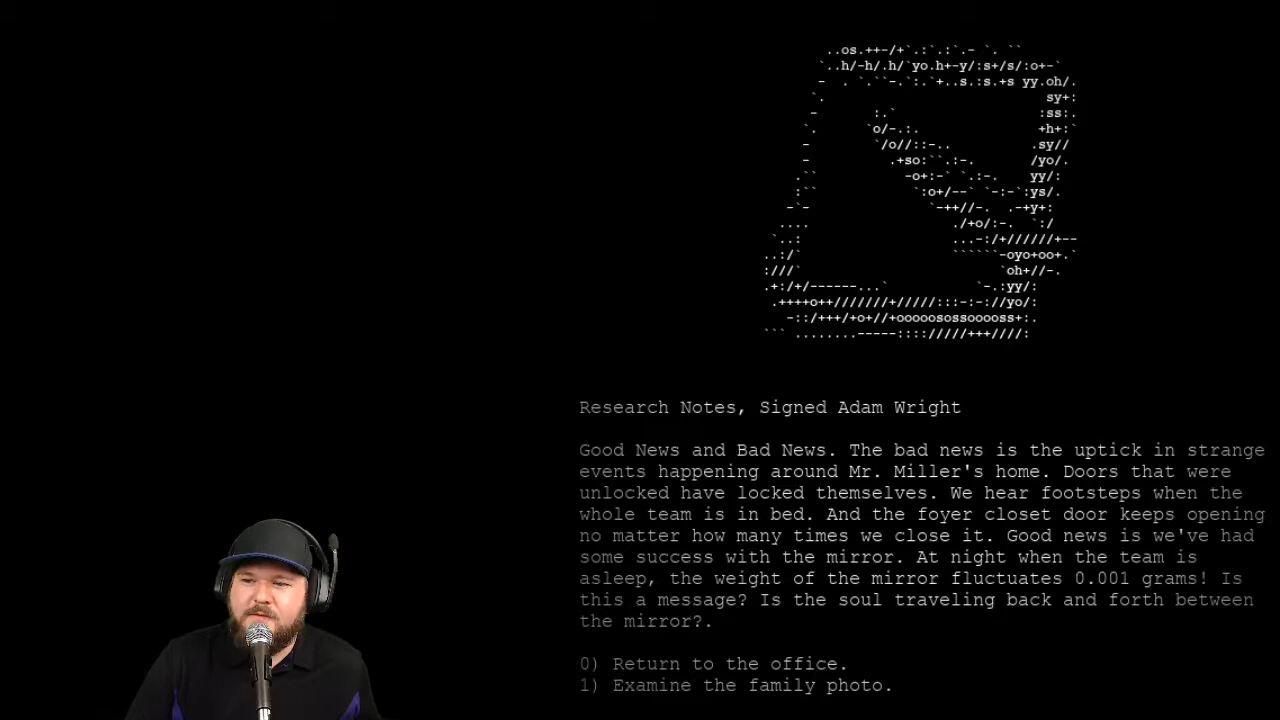 Research Notes, Signed Adam Wright
Good News and Bad News. The bad news is the uptick in strange
events happening around Mr. Miller's home. Doors that were
unlocked have locked themselves. We hear footsteps when the
whole team is in bed. And the foyer closet door keeps opening
no matter how many times we close it. Good news is we've had
some success with the mirror. At night when the team is
asleep, the weight of the mirror fluctuates 0.001 grams! Is
this a message? Is the soul traveling back and forth between
the mirror?.
0) Return to the office.
1) Examine the family photo.